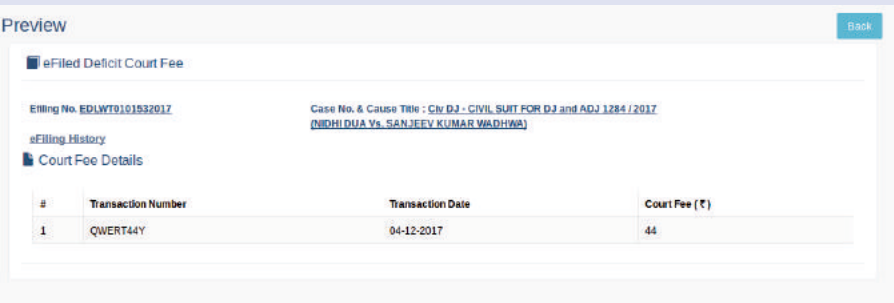 Preview
Back
eFiled Deficit Court Fee
Efiling No. EDLWT0101532017
Case No. & Cause Title : Civ DJ - CIVIL SUIT FOR DJ and ADJ 1284 / 2017
(NIDHI DUA Vs. SANJEEV KUMAR WADHWA)
eFiling History
Court Fee Details
# Transaction Number Transaction Date Court Fee ( ₹ )
1 QWERT44Y 04-12-2017 44